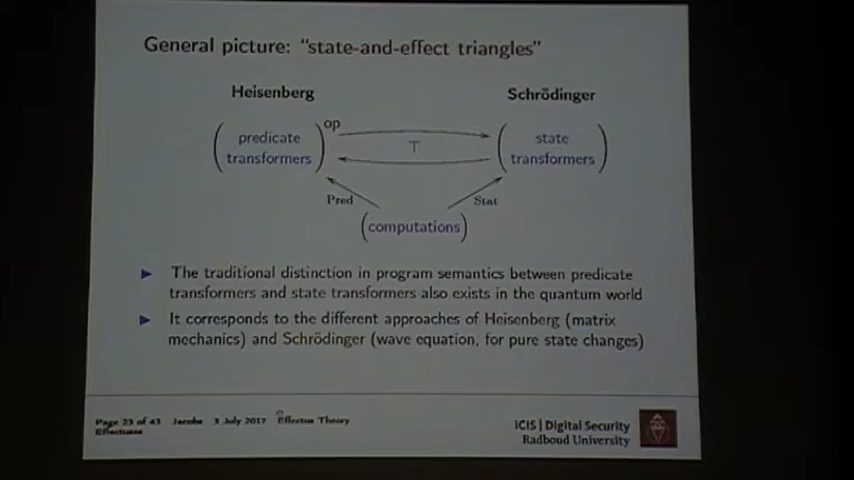 General picture: “state-and-effect triangles”
Heisenberg
Schrödinger
op
predicate
transformers
⊤
state
transformers
Pred
Stat
computations
The traditional distinction in program semantics between predicate
transformers and state transformers also exists in the quantum world
It corresponds to the different approaches of Heisenberg (matrix
mechanics) and Schrödinger (wave equation, for pure state changes)
Page 23 of 43 Jacobs 3 July 2017 Effectus Theory
Effectuses
iCIS | Digital Security
Radboud University